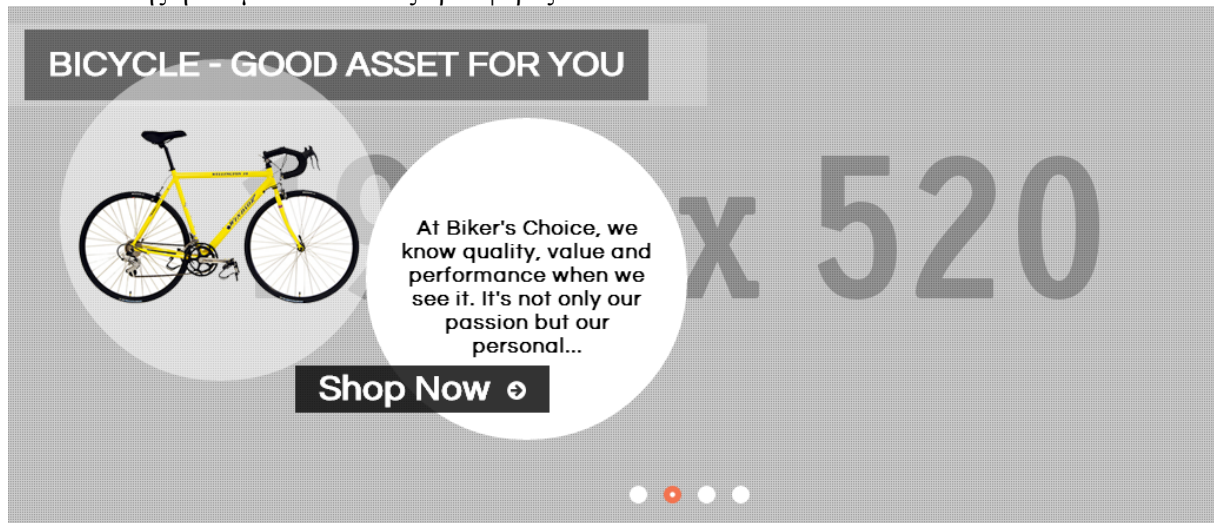 BICYCLE - GOOD ASSET FOR YOU
x 520
At Biker's Choice, we
know quality, value and
performance when we
see it. It's not only our
passion but our
personal...
Shop Now